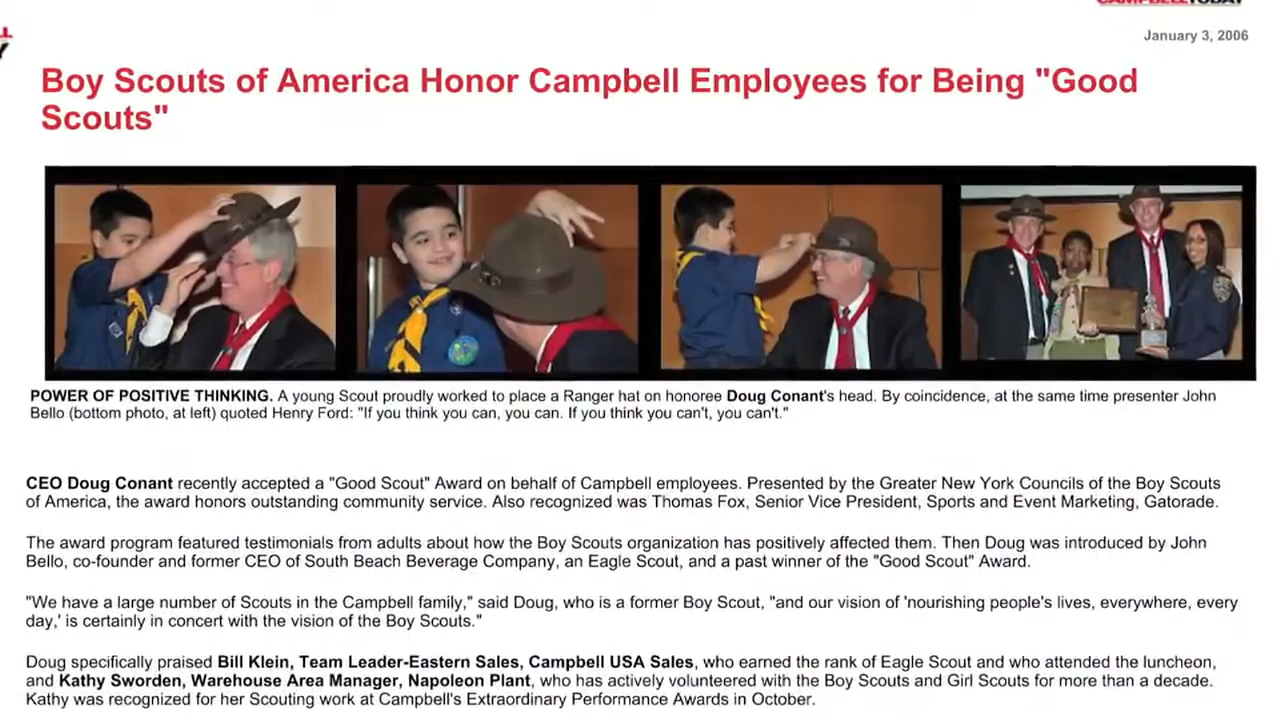 CAMPBELLTODAY
January 3, 2006
Boy Scouts of America Honor Campbell Employees for Being "Good
Scouts"
POWER OF POSITIVE THINKING. A young Scout proudly worked to place a Ranger hat on honoree Doug Conant's head. By coincidence, at the same time presenter John
Bello (bottom photo, at left) quoted Henry Ford: "If you think you can, you can. If you think you can't, you can't."
CEO Doug Conant recently accepted a "Good Scout" Award on behalf of Campbell employees. Presented by the Greater New York Councils of the Boy Scouts
of America, the award honors outstanding community service. Also recognized was Thomas Fox, Senior Vice President, Sports and Event Marketing, Gatorade.
The award program featured testimonials from adults about how the Boy Scouts organization has positively affected them. Then Doug was introduced by John
Bello, co-founder and former CEO of South Beach Beverage Company, an Eagle Scout, and a past winner of the "Good Scout" Award.
"We have a large number of Scouts in the Campbell family," said Doug, who is a former Boy Scout, "and our vision of 'nourishing people's lives, everywhere, every
day,' is certainly in concert with the vision of the Boy Scouts."
Doug specifically praised Bill Klein, Team Leader-Eastern Sales, Campbell USA Sales, who earned the rank of Eagle Scout and who attended the luncheon,
and Kathy Sworden, Warehouse Area Manager, Napoleon Plant, who has actively volunteered with the Boy Scouts and Girl Scouts for more than a decade.
Kathy was recognized for her Scouting work at Campbell's Extraordinary Performance Awards in October.